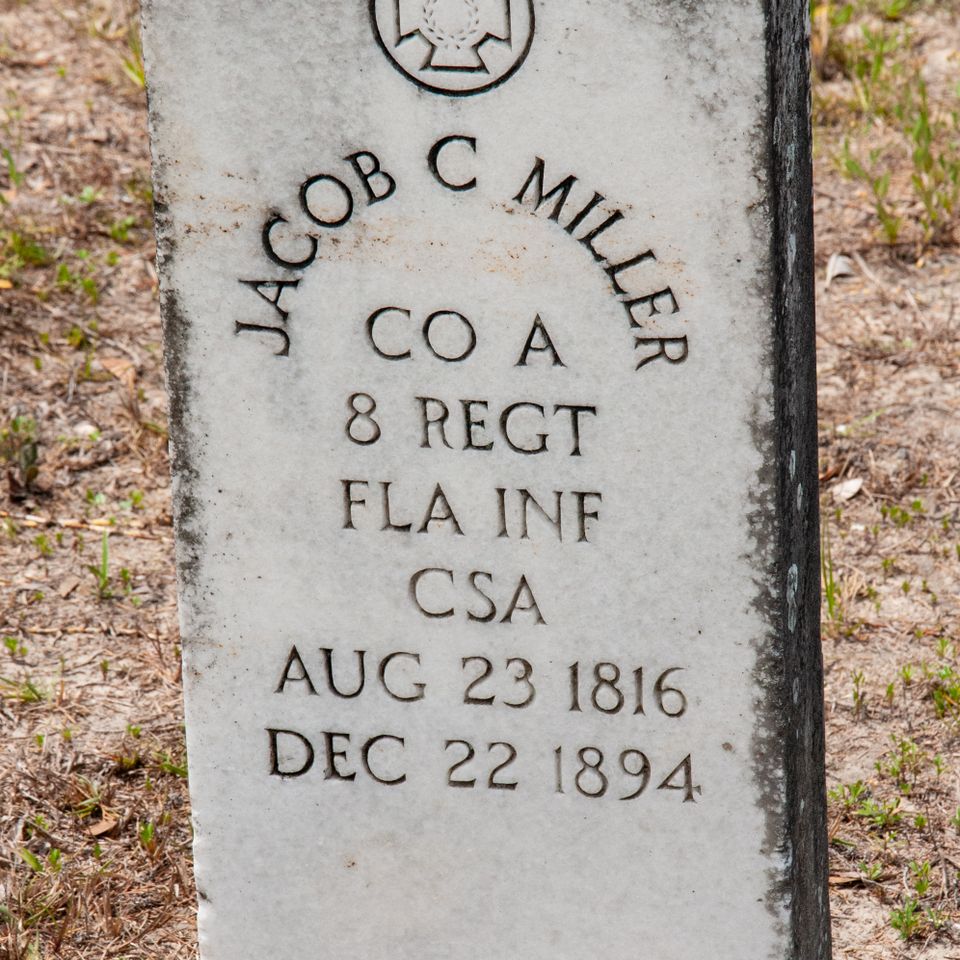 JACOB C MILLER
CO A
8 REGT
FLA INF
CSA
AUG 23 1816
DEC 22 1894